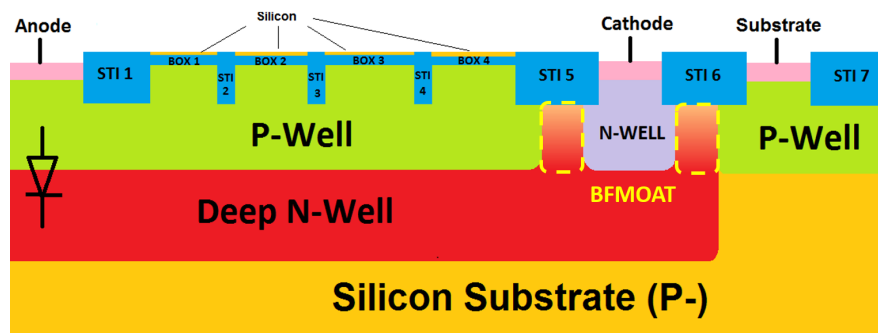 Silicon
Anode
Cathode
Substrate
STI 1
BOX 1
STI
2
BOX 2
STI
3
BOX 3
STI
4
BOX 4
STI 5
STI 6
STI 7
P-Well
N-WELL
P-Well
BFMOAT
Deep N-Well
Silicon Substrate (P-)